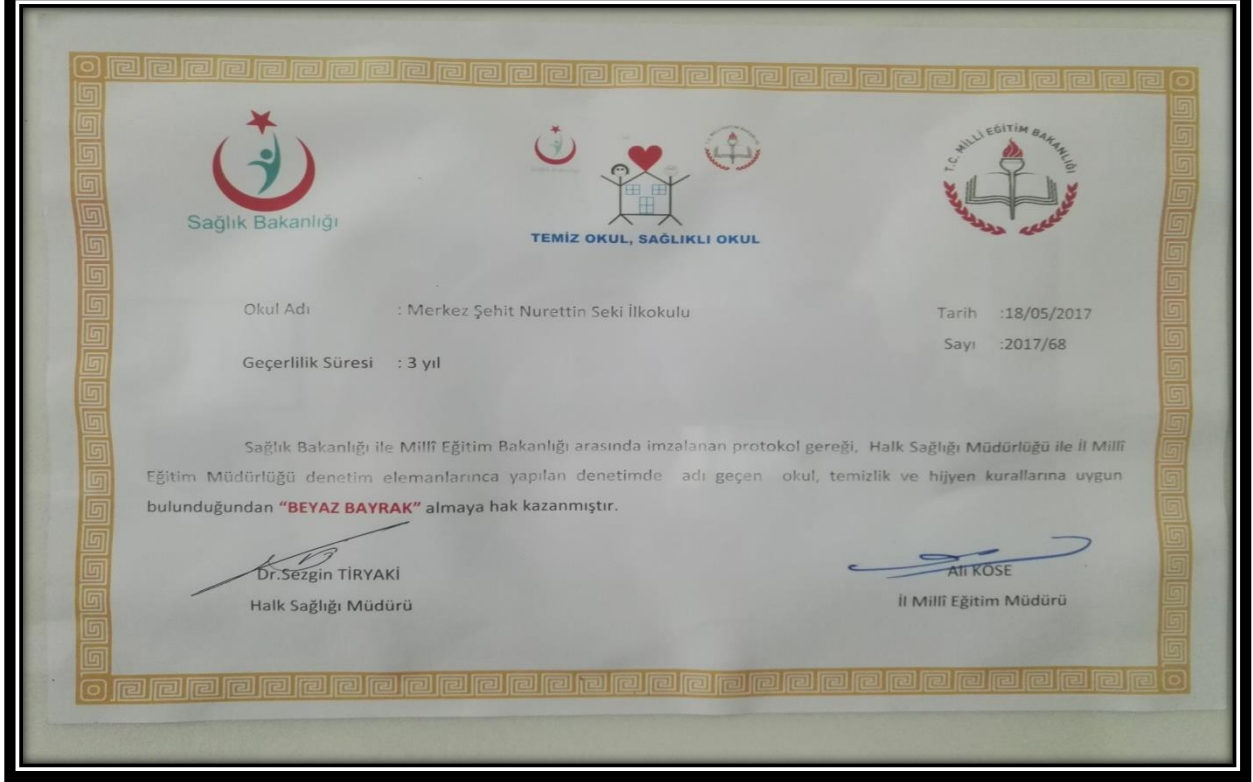 Sağlık Bakanlığı
T.C. MİLLİ EĞİTİM BAKANLIĞI
TEMİZ OKUL, SAĞLIKLI OKUL
Okul Adı : Merkez Şehit Nurettin Seki İlkokulu
Tarih :18/05/2017
Sayı :2017/68
Geçerlilik Süresi : 3 yıl
Sağlık Bakanlığı ile Millî Eğitim Bakanlığı arasında imzalanan protokol gereği, Halk Sağlığı Müdürlüğü ile İl Millî
Eğitim Müdürlüğü denetim elemanlarınca yapılan denetimde adı geçen okul, temizlik ve hijyen kurallarına uygun
bulunduğundan “BEYAZ BAYRAK” almaya hak kazanmıştır.
Dr.Sezgin TİRYAKİ
Halk Sağlığı Müdürü
Ali KÖSE
İl Millî Eğitim Müdürü